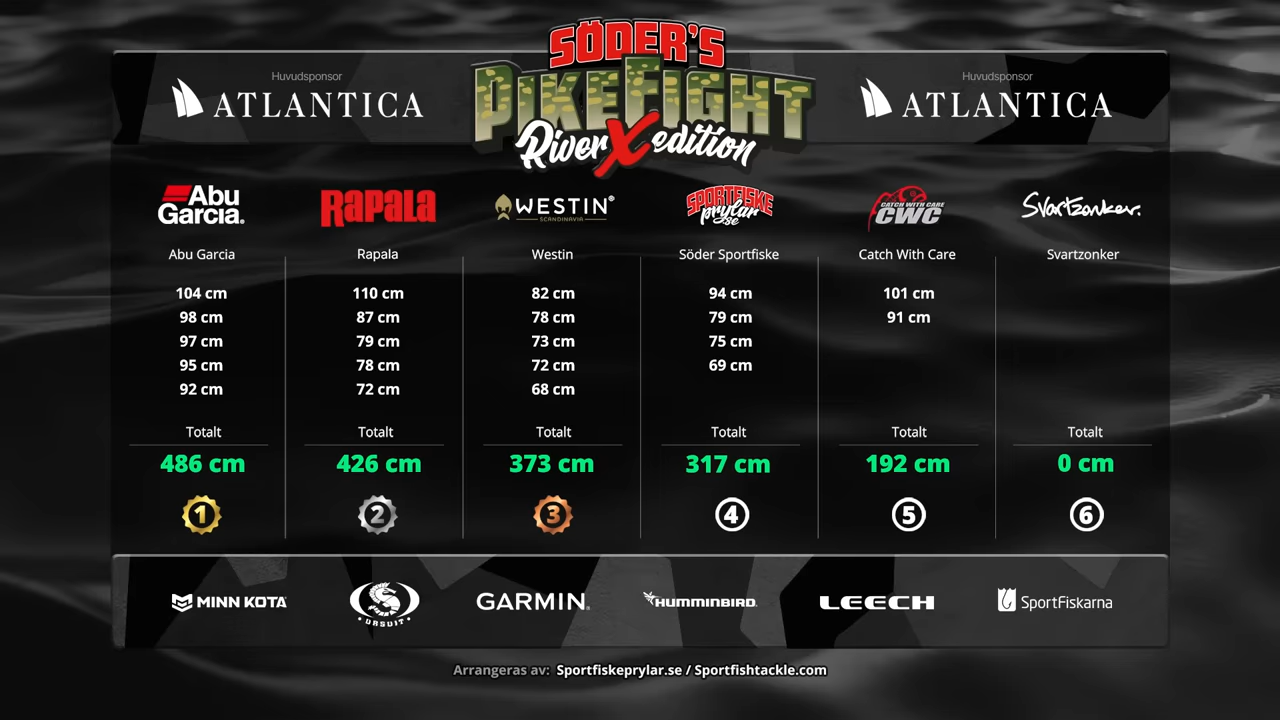 SÖDER'S
PIKEFIGHT
River X edition
Huvudsponsor
ATLANTICA
Huvudsponsor
ATLANTICA
Abu Garcia.
Rapala
WESTIN®
SCANDINAVIA
SPORTFISKE
prylar
.se
CATCH WITH CARE
CWC
Svartzonker.
Abu Garcia
104 cm
98 cm
97 cm
95 cm
92 cm
Totalt
486 cm
1
Rapala
110 cm
87 cm
79 cm
78 cm
72 cm
Totalt
426 cm
2
Westin
82 cm
78 cm
73 cm
72 cm
68 cm
Totalt
373 cm
3
Söder Sportfiske
94 cm
79 cm
75 cm
69 cm
Totalt
317 cm
4
Catch With Care
101 cm
91 cm
Totalt
192 cm
5
Svartzonker
Totalt
0 cm
6
MINN KOTA
URSUIT
GARMIN®
HUMMINBIRD
LEECH
SportFiskarna
Arrangeras av: Sportfiskeprylar.se / Sportfishtackle.com